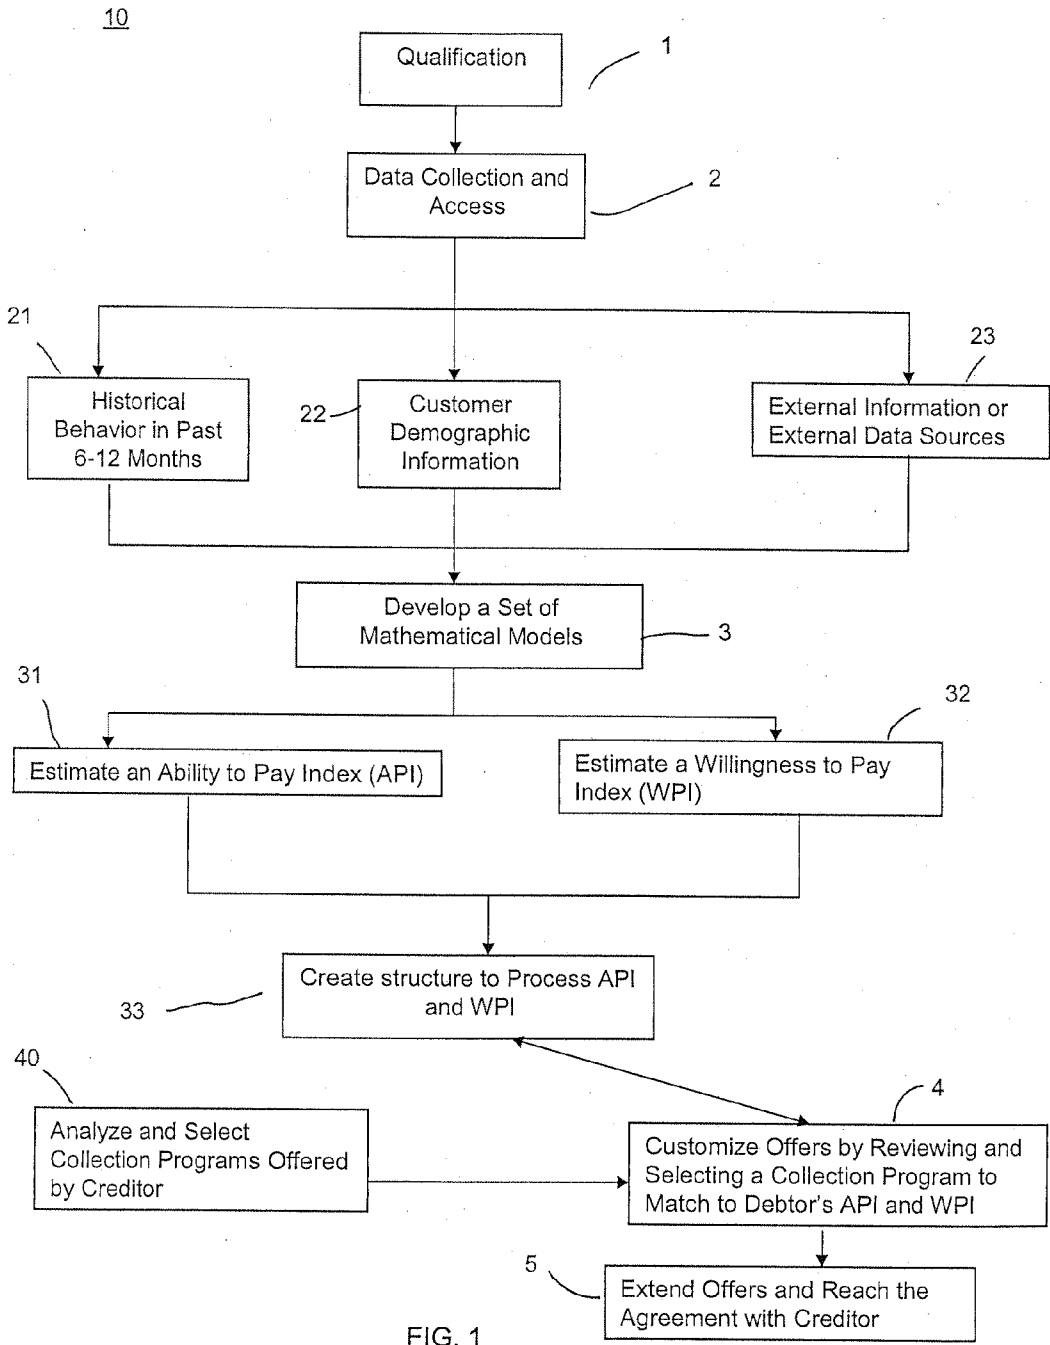 10
Qualification
1
Data Collection and
Access
2
21
Historical
Behavior in Past
6-12 Months
22
Customer
Demographic
Information
23
External Information or
External Data Sources
Develop a Set of
Mathematical Models
3
31
Estimate an Ability to Pay Index (API)
32
Estimate a Willingness to Pay
Index (WPI)
Create structure to Process API
and WPI
33
40
Analyze and Select
Collection Programs Offered
by Creditor
4
Customize Offers by Reviewing and
Selecting a Collection Program to
Match to Debtor's API and WPI
5
Extend Offers and Reach the
Agreement with Creditor
FIG. 1